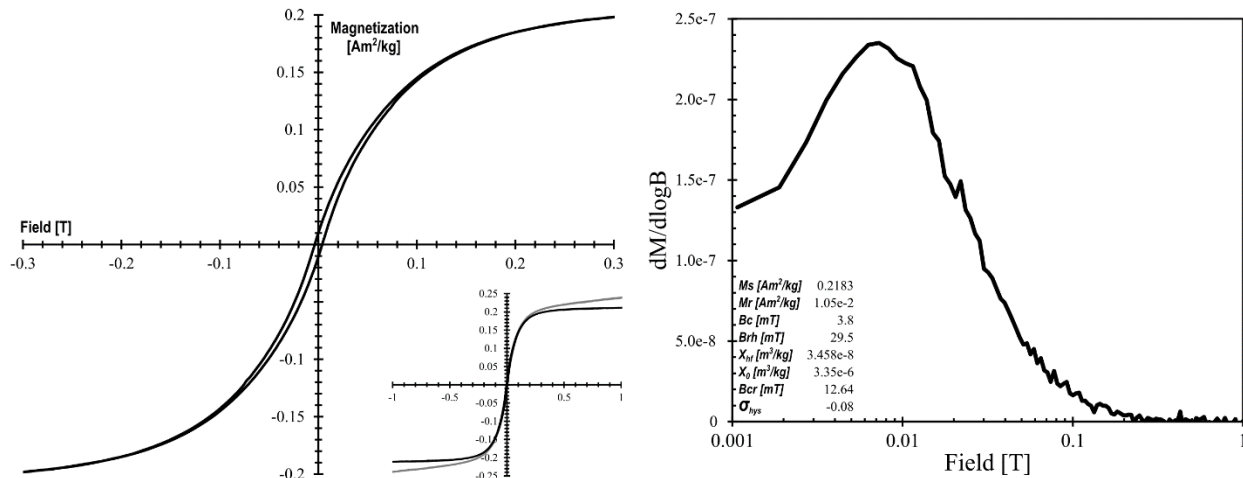 0.2
Magnetization
[Am²/kg]
0.15
0.1
0.05
Field [T]
-0.3 -0.2 -0.1 0.1 0.2 0.3
-0.1
-0.15
-0.2
0.25
0.2
0.15
0.1
0.05
-1 -0.5 0 0.5 1
-0.05
-0.1
-0.15
-0.2
-0.25
2.5e-7
2.0e-7
1.5e-7
1.0e-7
5.0e-8
0
dM/dlogB
Ms [Am²/kg] 0.2183
Mr [Am²/kg] 1.05e-2
Bc [mT] 3.8
Brh [mT] 29.5
X_hf [m³/kg] 3.458e-8
X_0 [m³/kg] 3.35e-6
Bcr [mT] 12.64
σ_hys -0.08
0.001 0.01 0.1 1
Field [T]